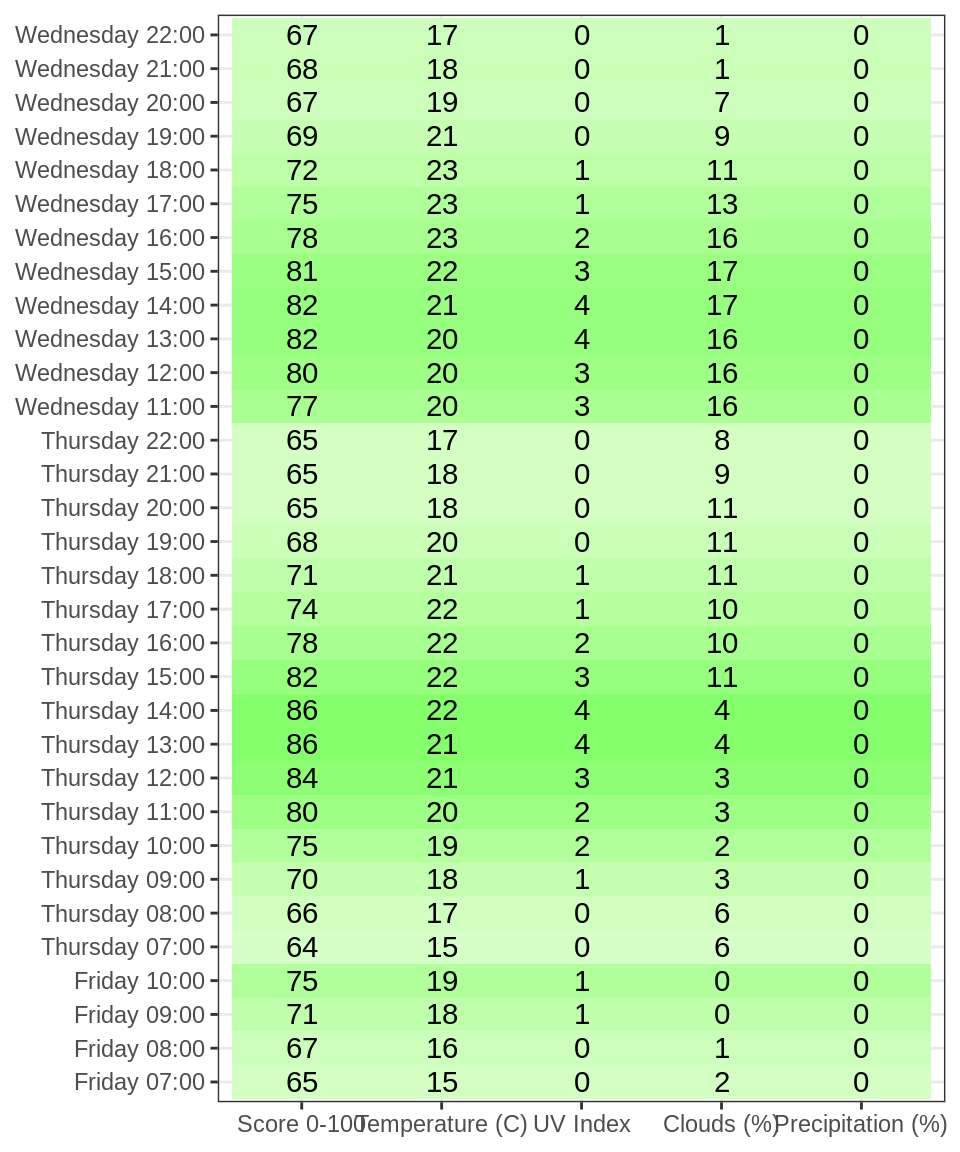 Wednesday 22:00 67 17 0 1 0
Wednesday 21:00 68 18 0 1 0
Wednesday 20:00 67 19 0 7 0
Wednesday 19:00 69 21 0 9 0
Wednesday 18:00 72 23 1 11 0
Wednesday 17:00 75 23 1 13 0
Wednesday 16:00 78 23 2 16 0
Wednesday 15:00 81 22 3 17 0
Wednesday 14:00 82 21 4 17 0
Wednesday 13:00 82 20 4 16 0
Wednesday 12:00 80 20 3 16 0
Wednesday 11:00 77 20 3 16 0
Thursday 22:00 65 17 0 8 0
Thursday 21:00 65 18 0 9 0
Thursday 20:00 65 18 0 11 0
Thursday 19:00 68 20 0 11 0
Thursday 18:00 71 21 1 11 0
Thursday 17:00 74 22 1 10 0
Thursday 16:00 78 22 2 10 0
Thursday 15:00 82 22 3 11 0
Thursday 14:00 86 22 4 4 0
Thursday 13:00 86 21 4 4 0
Thursday 12:00 84 21 3 3 0
Thursday 11:00 80 20 2 3 0
Thursday 10:00 75 19 2 2 0
Thursday 09:00 70 18 1 3 0
Thursday 08:00 66 17 0 6 0
Thursday 07:00 64 15 0 6 0
Friday 10:00 75 19 1 0 0
Friday 09:00 71 18 1 0 0
Friday 08:00 67 16 0 1 0
Friday 07:00 65 15 0 2 0
Score 0-100 Temperature (C) UV Index Clouds (%) Precipitation (%)